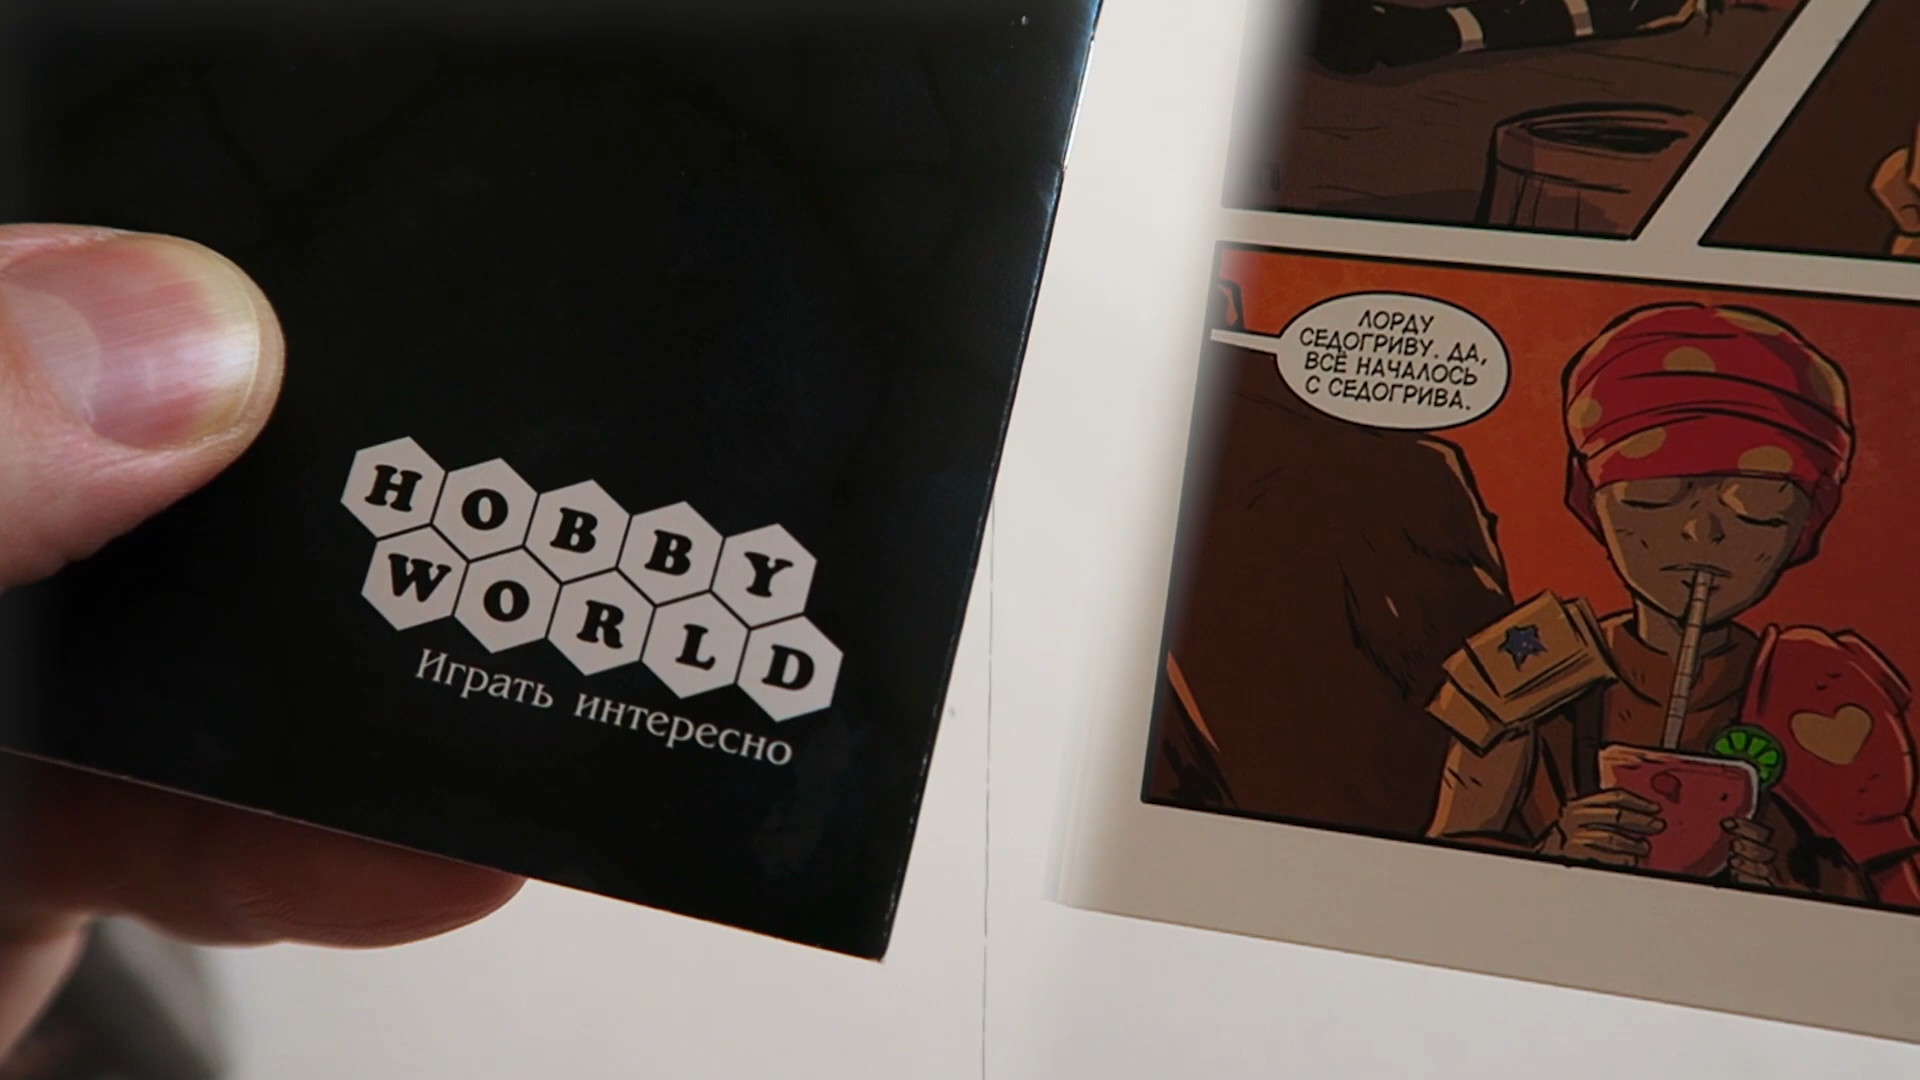 HOBBY
WORLD
Играть интересно
ЛОРДУ
СЕДОГРИВУ. ДА,
ВСЁ НАЧАЛОСЬ
С СЕДОГРИВА.